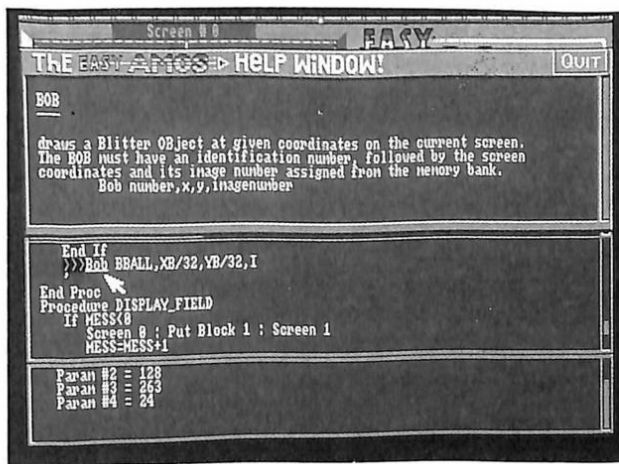 Screen # 0
EASY
THE EASY AMOS HELP WINDOW!
QUIT
BOB
draws a Blitter OBject at given coordinates on the current screen.
The BOB must have an identification number, followed by the screen
coordinates and its image number assigned from the memory bank.
Bob number,x,y,imagenumber
End If
>>>Bob BBALL,XB/32,YB/32,I
'
End Proc
Procedure DISPLAY_FIELD
If MESS<0
Screen 0 : Put Block 1 : Screen 1
MESS=MESS+1
Param #2 = 128
Param #3 = 263
Param #4 = 24